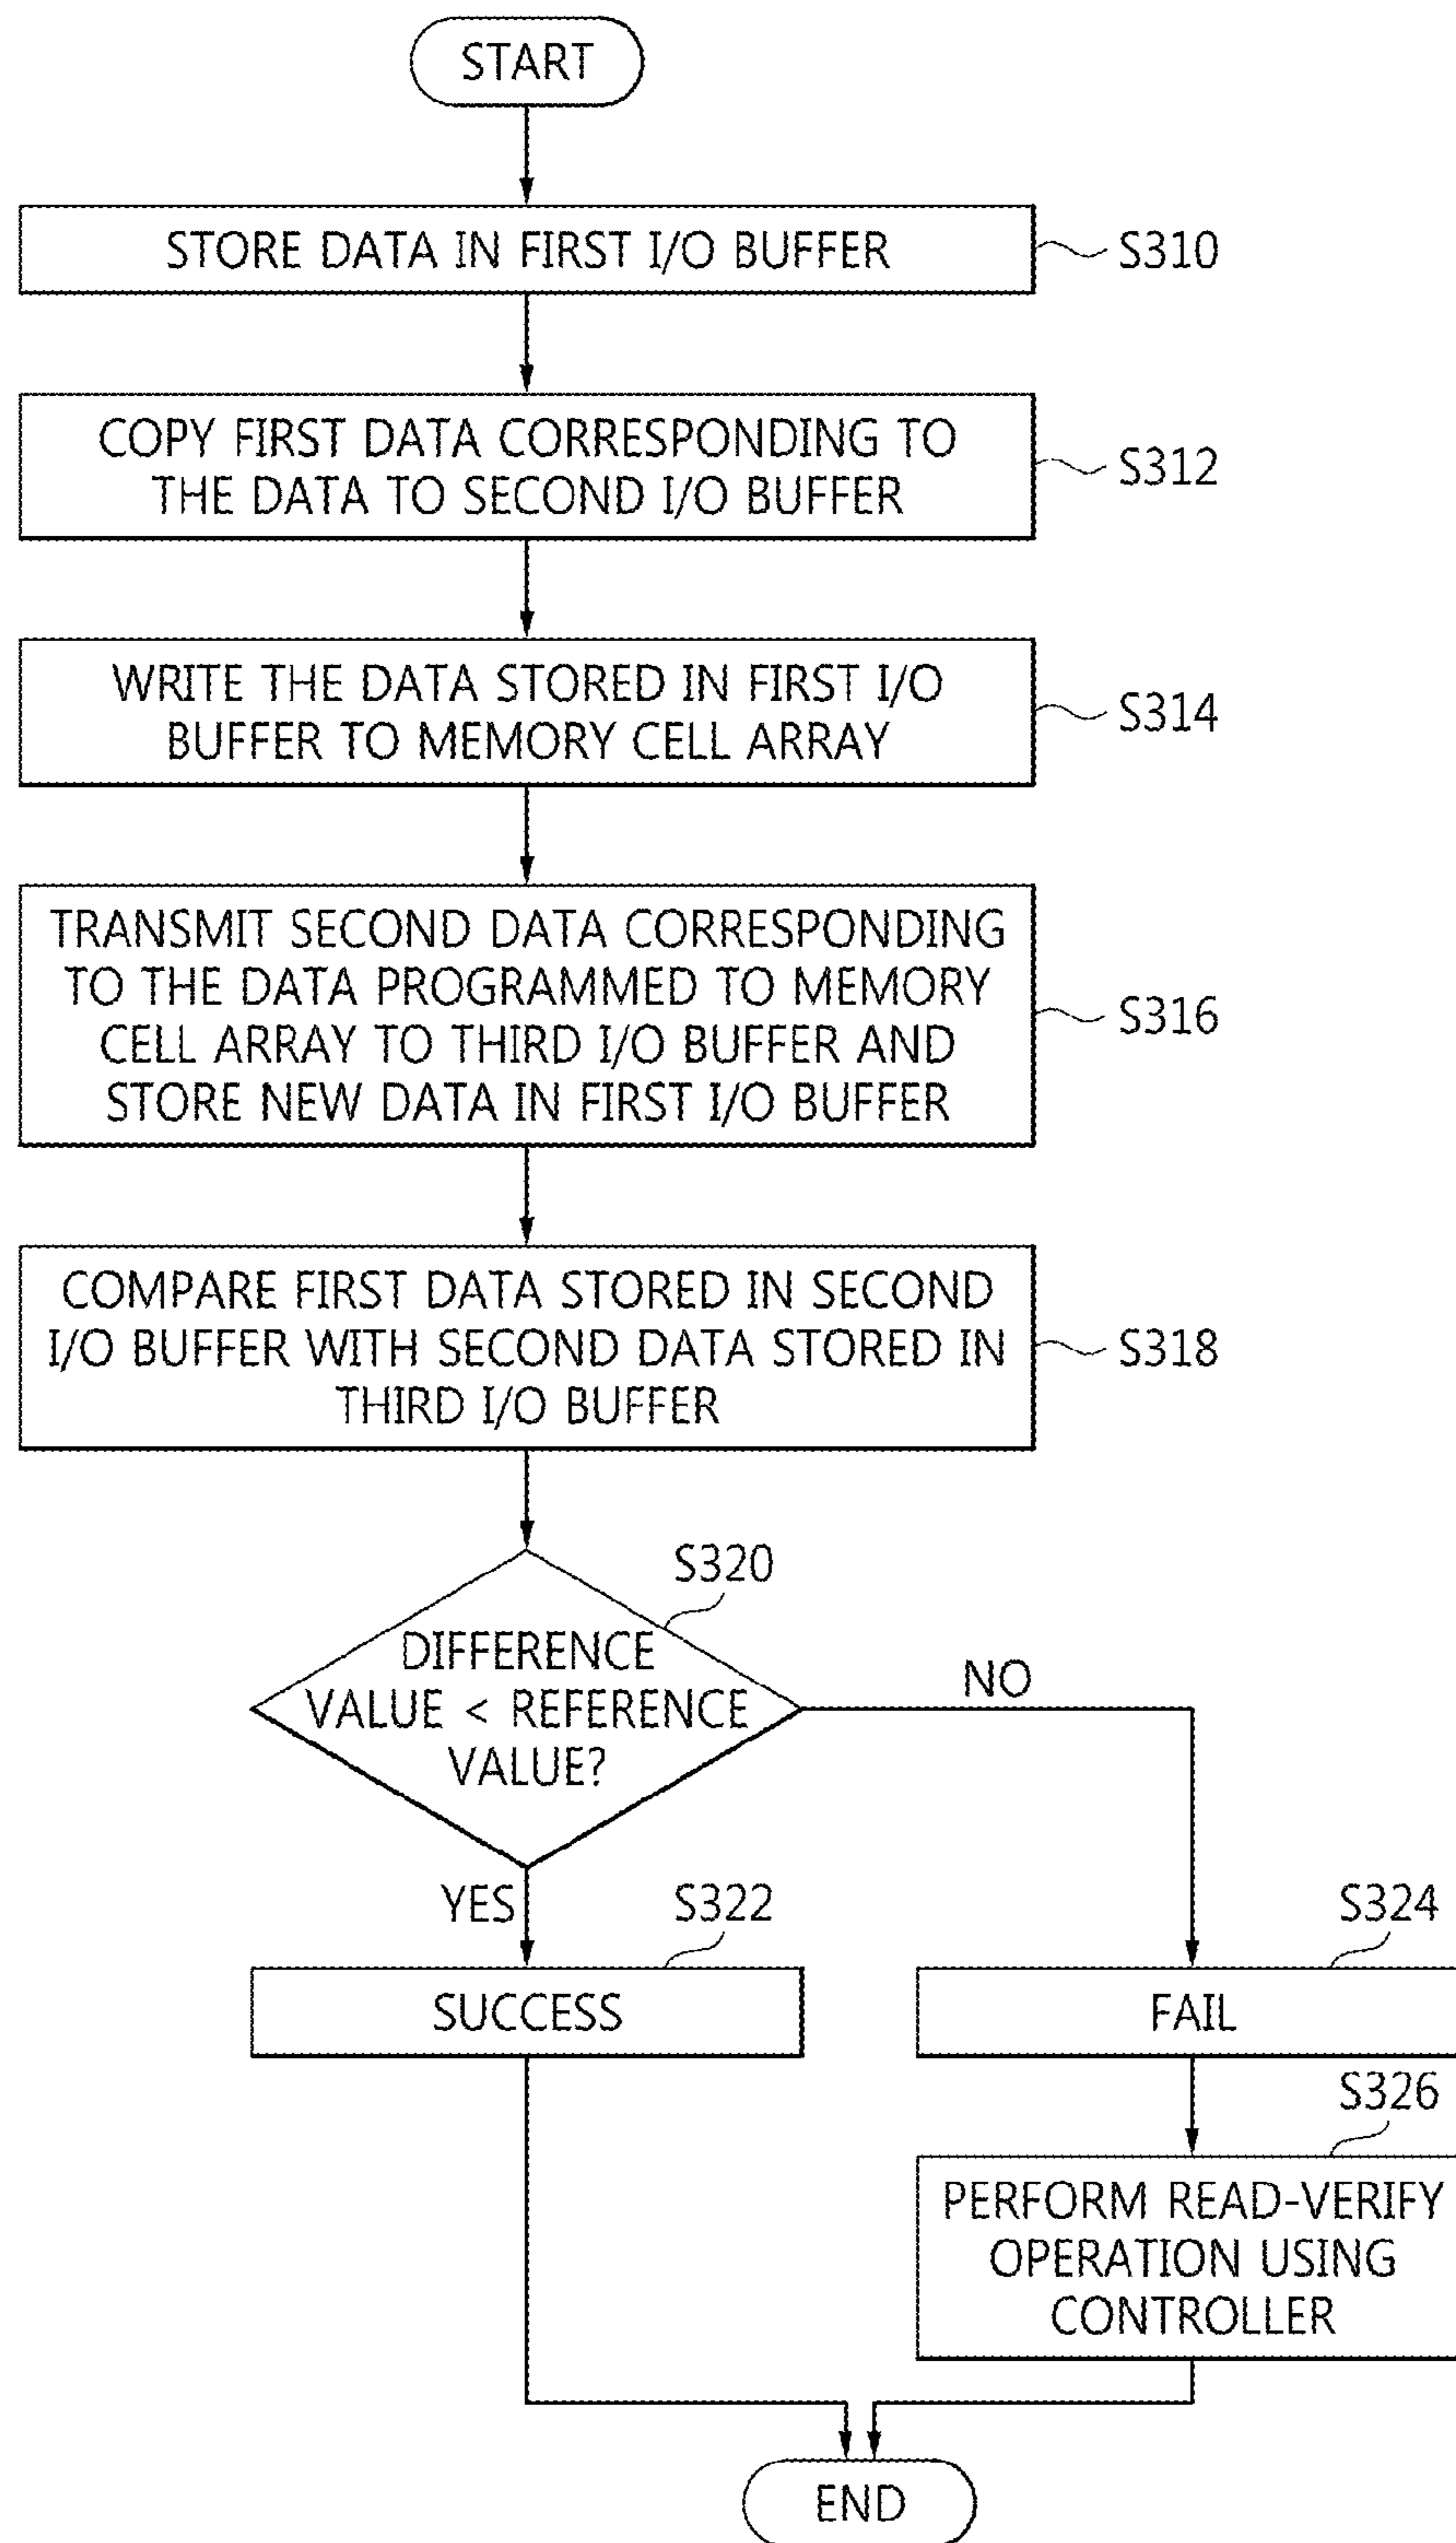 START
STORE DATA IN FIRST I/O BUFFER
S310
COPY FIRST DATA CORRESPONDING TO
THE DATA TO SECOND I/O BUFFER
S312
WRITE THE DATA STORED IN FIRST I/O
BUFFER TO MEMORY CELL ARRAY
S314
TRANSMIT SECOND DATA CORRESPONDING
TO THE DATA PROGRAMMED TO MEMORY
CELL ARRAY TO THIRD I/O BUFFER AND
STORE NEW DATA IN FIRST I/O BUFFER
S316
COMPARE FIRST DATA STORED IN SECOND
I/O BUFFER WITH SECOND DATA STORED IN
THIRD I/O BUFFER
S318
S320
DIFFERENCE
VALUE < REFERENCE
VALUE?
NO
YES
S322
SUCCESS
S324
FAIL
S326
PERFORM READ-VERIFY
OPERATION USING
CONTROLLER
END